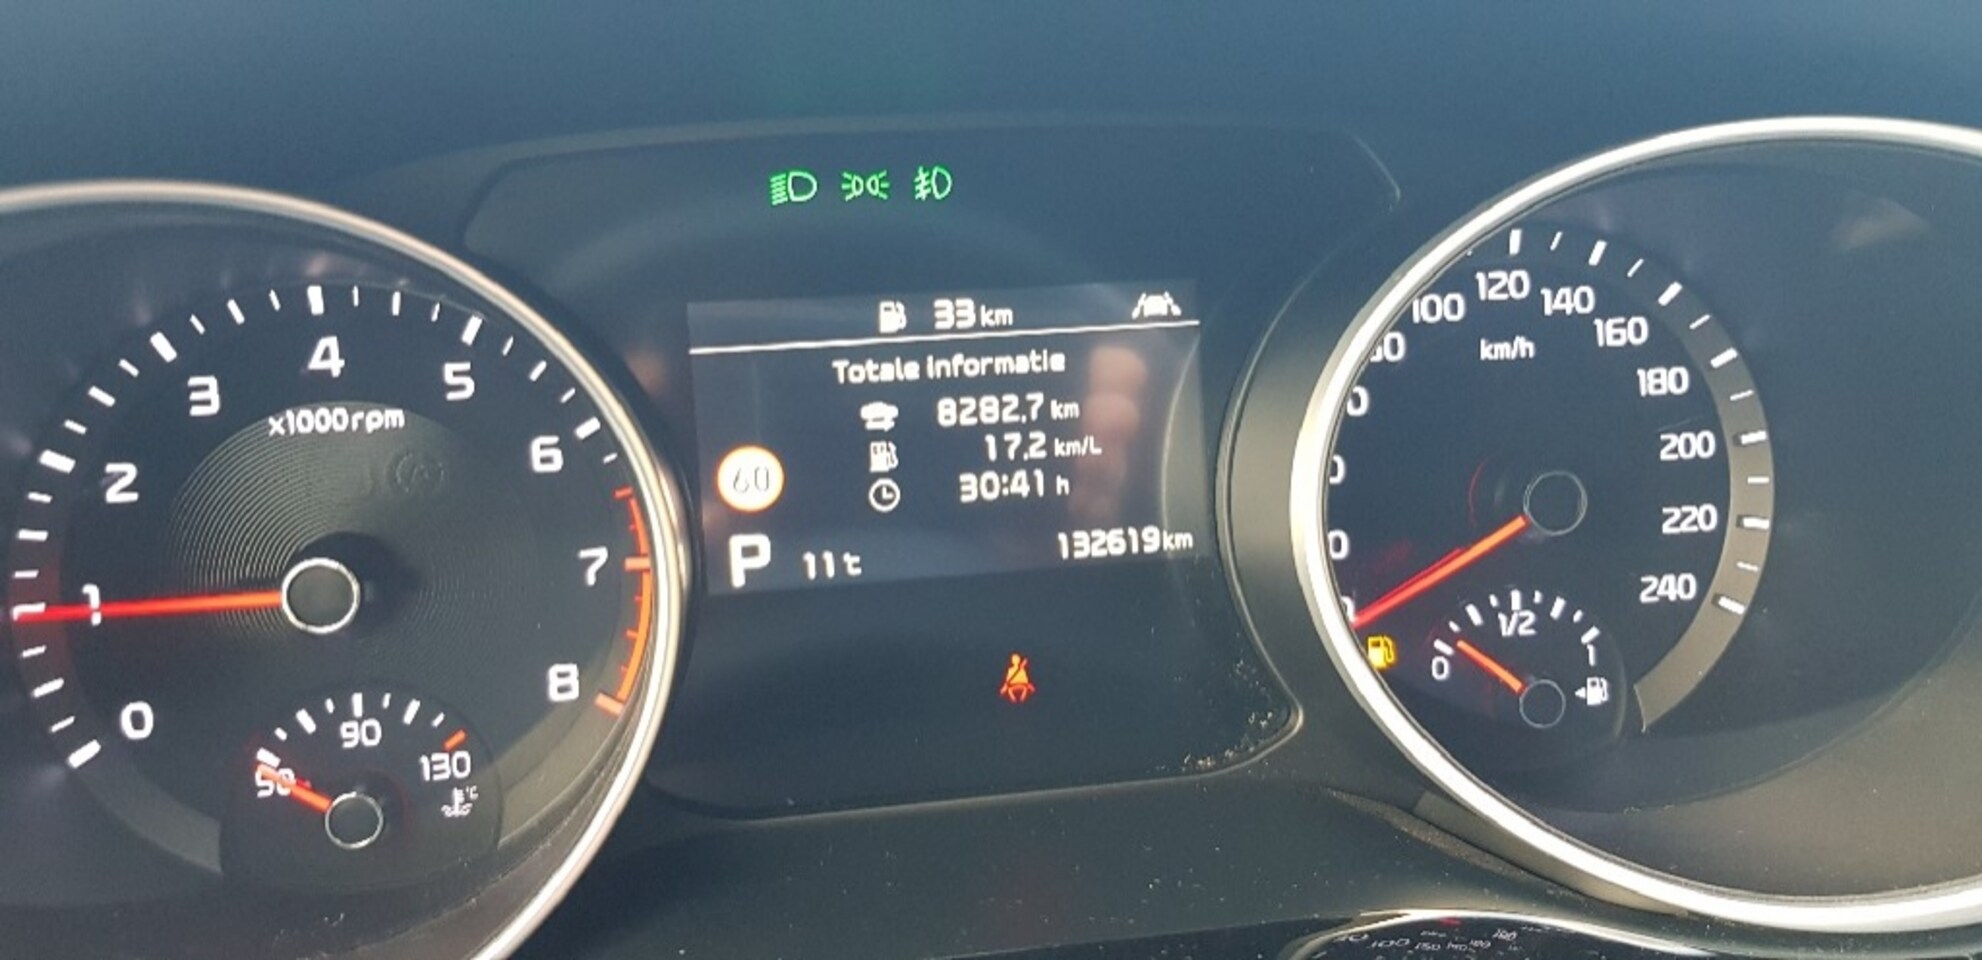 33 km
Totale informatie
8282.7 km
17.2 km/L
30:41 h
60
P 11℃ 132619 km
0 1 2 3 4 5 6 7 8
x1000rpm
50 90 130
℃
100 120 140 160 180 200 220 240
km/h
0 1/2 1